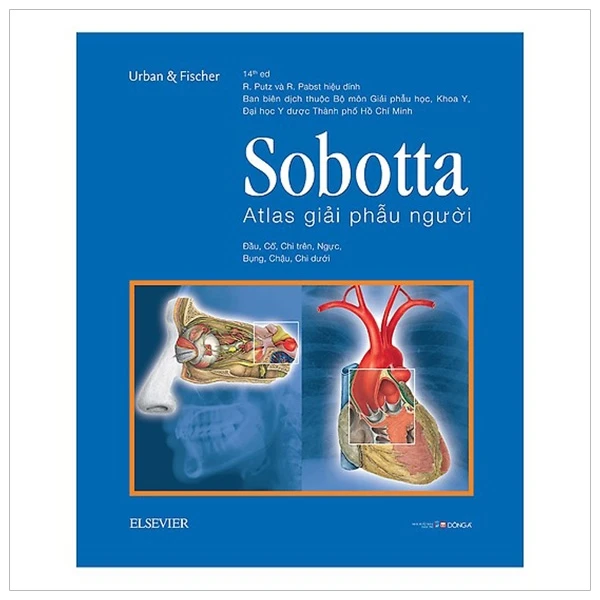 Urban & Fischer
14th ed
R. Putz và R. Pabst hiệu đính
Ban biên dịch thuộc Bộ môn Giải phẫu học, Khoa Y,
Đại học Y dược Thành phố Hồ Chí Minh
Sobotta
Atlas giải phẫu người
Đầu, Cổ, Chi trên, Ngực,
Bụng, Chậu, Chi dưới
ELSEVIER
ĐÔNG A